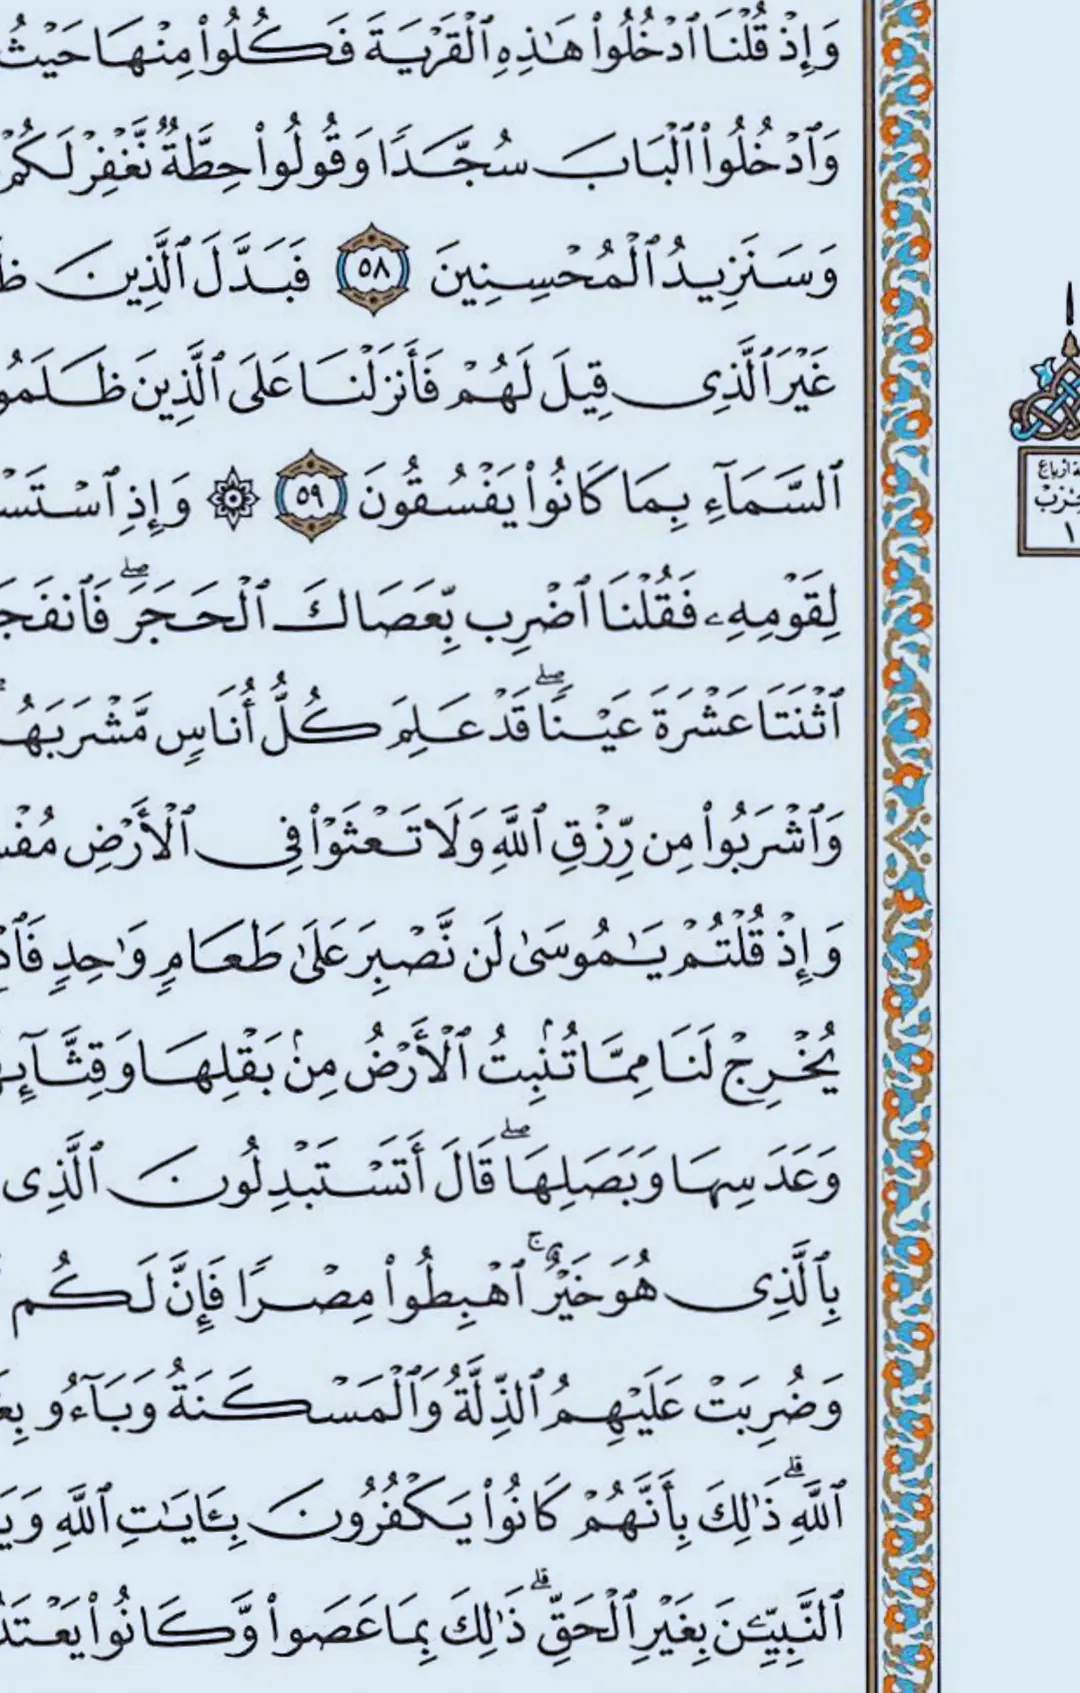 وَإِذْ قُلْنَا ٱدْخُلُوا۟ هَـٰذِهِ ٱلْقَرْيَةَ فَكُلُوا۟ مِنْهَا حَيْثُ
وَٱدْخُلُوا۟ ٱلْبَابَ سُجَّدًا وَقُولُوا۟ حِطَّةٌ نَّغْفِرْ لَكُمْ
وَسَنَزِيدُ ٱلْمُحْسِنِينَ ٥٨ فَبَدَّلَ ٱلَّذِينَ
غَيْرَ ٱلَّذِى قِيلَ لَهُمْ فَأَنزَلْنَا عَلَى ٱلَّذِينَ ظَلَمُو
ٱلسَّمَآءِ بِمَا كَانُوا۟ يَفْسُقُونَ ٥٩ ۞ وَإِذِ ٱسْتَسْ
لِقَوْمِهِۦ فَقُلْنَا ٱضْرِب بِّعَصَاكَ ٱلْحَجَرَ ۖ فَٱنفَجَ
ٱثْنَتَا عَشْرَةَ عَيْنًا ۖ قَدْ عَلِمَ كُلُّ أُنَاسٍ مَّشْرَبَهُ
وَٱشْرَبُوا۟ مِن رِّزْقِ ٱللَّهِ وَلَا تَعْثَوْا۟ فِى ٱلْأَرْضِ مُفْس
وَإِذْ قُلْتُمْ يَـٰمُوسَىٰ لَن نَّصْبِرَ عَلَىٰ طَعَامٍ وَٰحِدٍ فَٱدْ
يُخْرِجْ لَنَا مِمَّا تُنۢبِتُ ٱلْأَرْضُ مِنۢ بَقْلِهَا وَقِثَّآئِهَ
وَعَدَسِهَا وَبَصَلِهَا ۖ قَالَ أَتَسْتَبْدِلُونَ ٱلَّذِى
بِٱلَّذِى هُوَ خَيْرٌ ۚ ٱهْبِطُوا۟ مِصْرًا فَإِنَّ لَكُم
وَضُرِبَتْ عَلَيْهِمُ ٱلذِّلَّةُ وَٱلْمَسْكَنَةُ وَبَآءُو بِغَ
ٱللَّهِ ۗ ذَٰلِكَ بِأَنَّهُمْ كَانُوا۟ يَكْفُرُونَ بِـَٔايَـٰتِ ٱللَّهِ وَيَ
ٱلنَّبِيِّـۧنَ بِغَيْرِ ٱلْحَقِّ ۗ ذَٰلِكَ بِمَا عَصَوا۟ وَّكَانُوا۟ يَعْتَدُ
أرباع
١